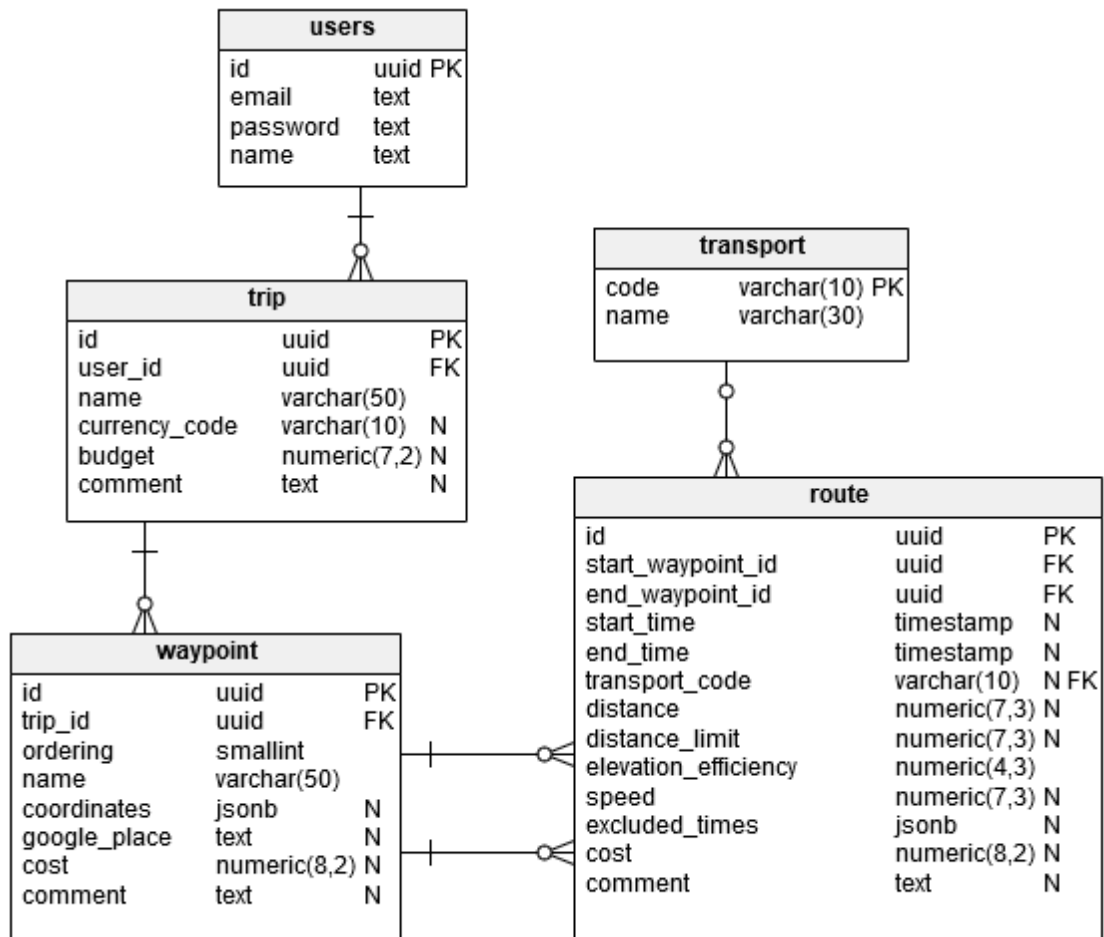 users
id uuid PK
email text
password text
name text
transport
code varchar(10) PK
name varchar(30)
trip
id uuid PK
user_id uuid FK
name varchar(50)
currency_code varchar(10) N
budget numeric(7,2) N
comment text N
route
id uuid PK
start_waypoint_id uuid FK
end_waypoint_id uuid FK
start_time timestamp N
end_time timestamp N
transport_code varchar(10) N FK
distance numeric(7,3) N
distance_limit numeric(7,3) N
elevation_efficiency numeric(4,3)
speed numeric(7,3) N
excluded_times jsonb N
cost numeric(8,2) N
comment text N
waypoint
id uuid PK
trip_id uuid FK
ordering smallint
name varchar(50)
coordinates jsonb N
google_place text N
cost numeric(8,2) N
comment text N